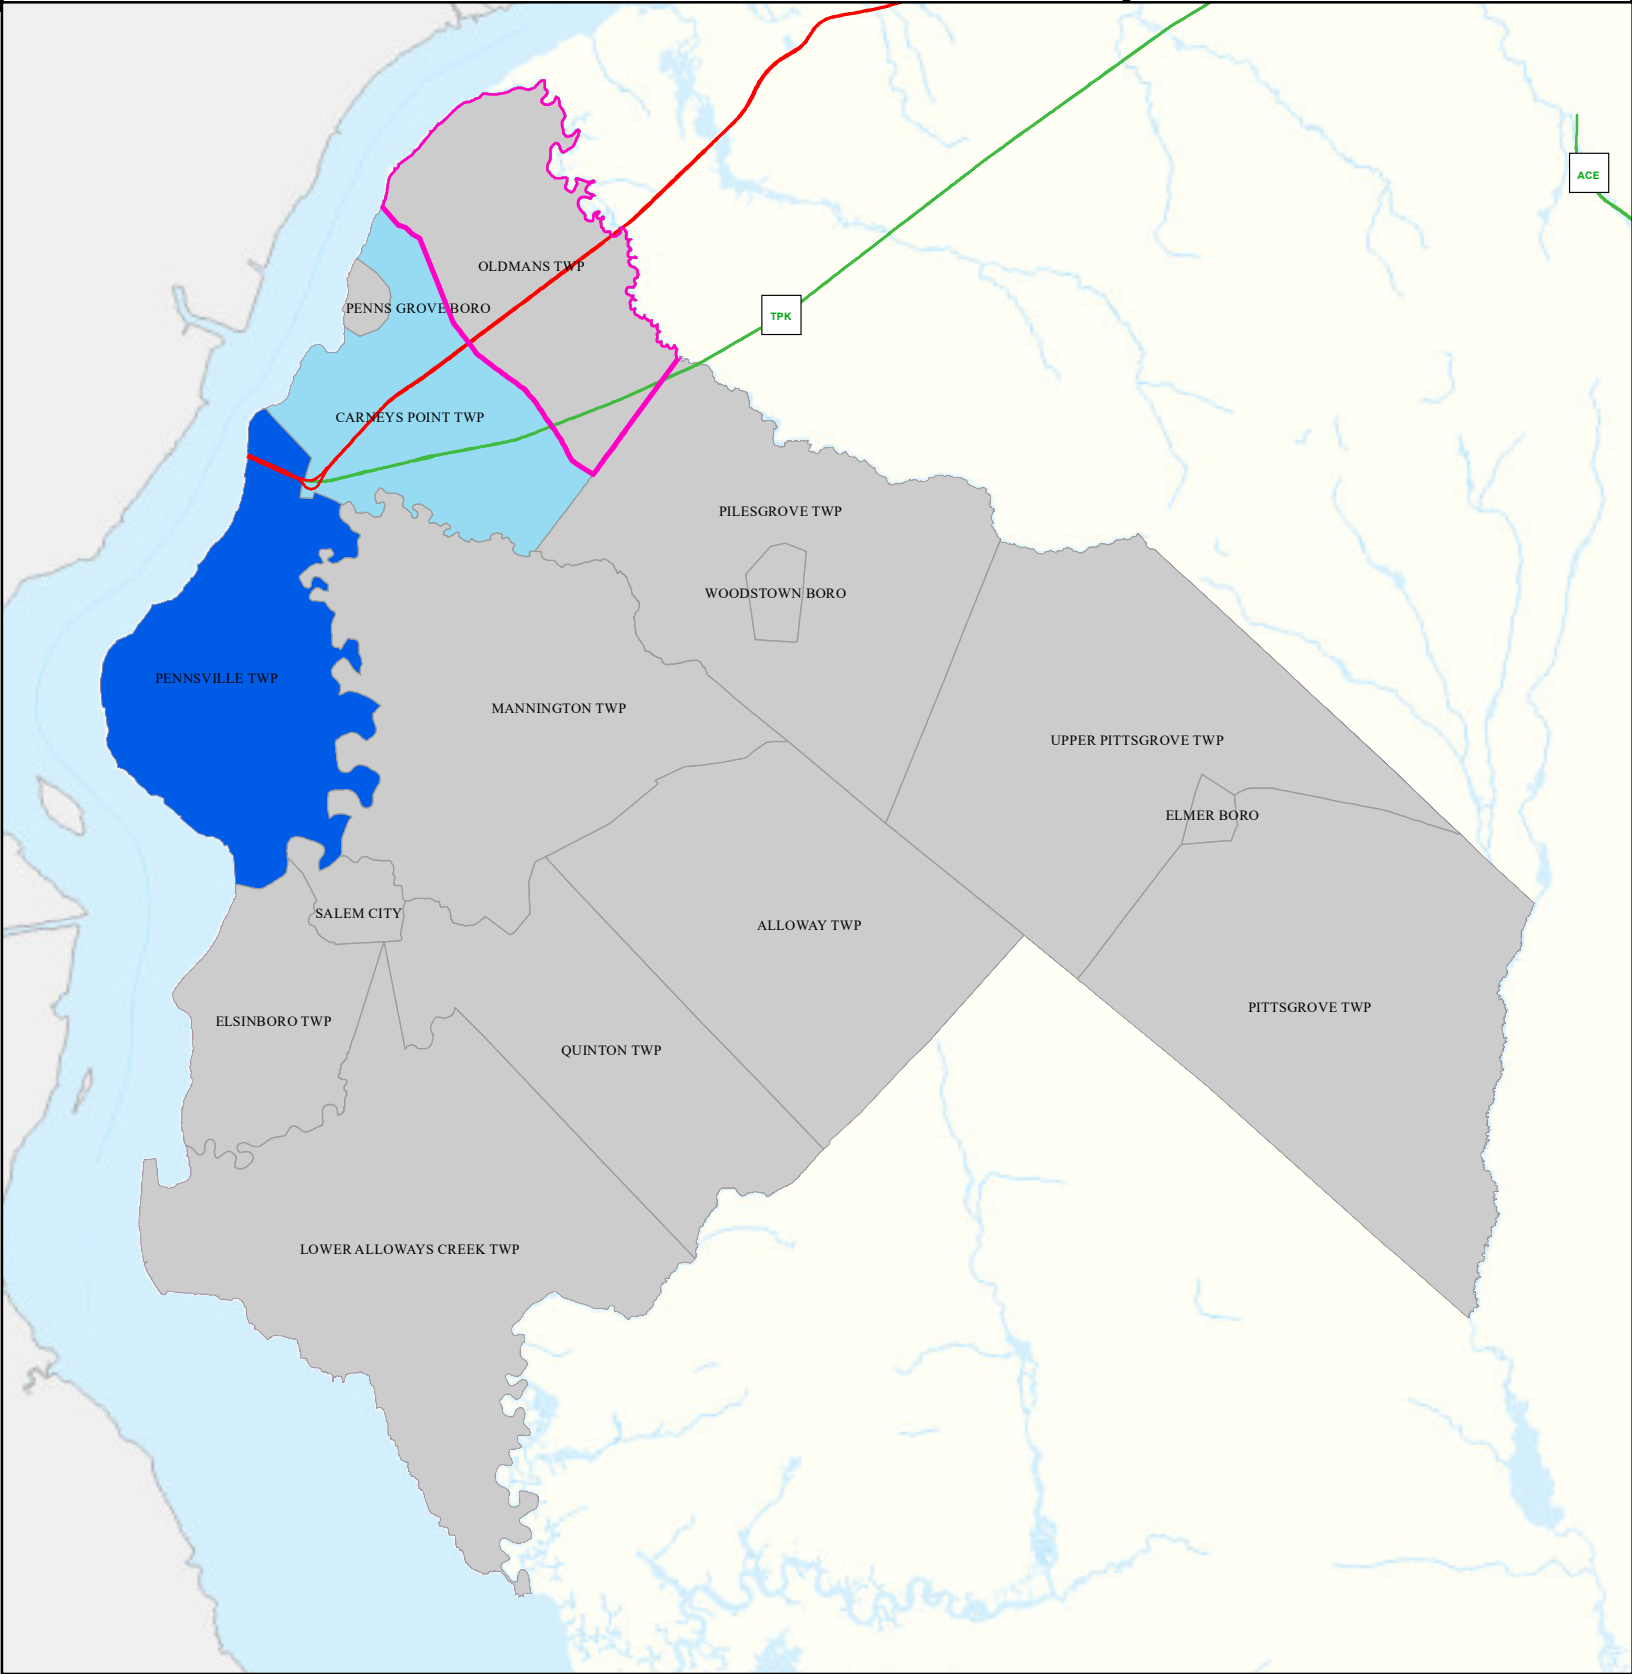 ACE
OLDMANS TWP
PENNS GROVE BORO
TPK
CARNEYS POINT TWP
PILESGROVE TWP
WOODSTOWN BORO
PENNSVILLE TWP
MANNINGTON TWP
UPPER PITTSGROVE TWP
ELMER BORO
SALEM CITY
ALLOWAY TWP
PITTSGROVE TWP
ELSINBORO TWP
QUINTON TWP
LOWER ALLOWAYS CREEK TWP